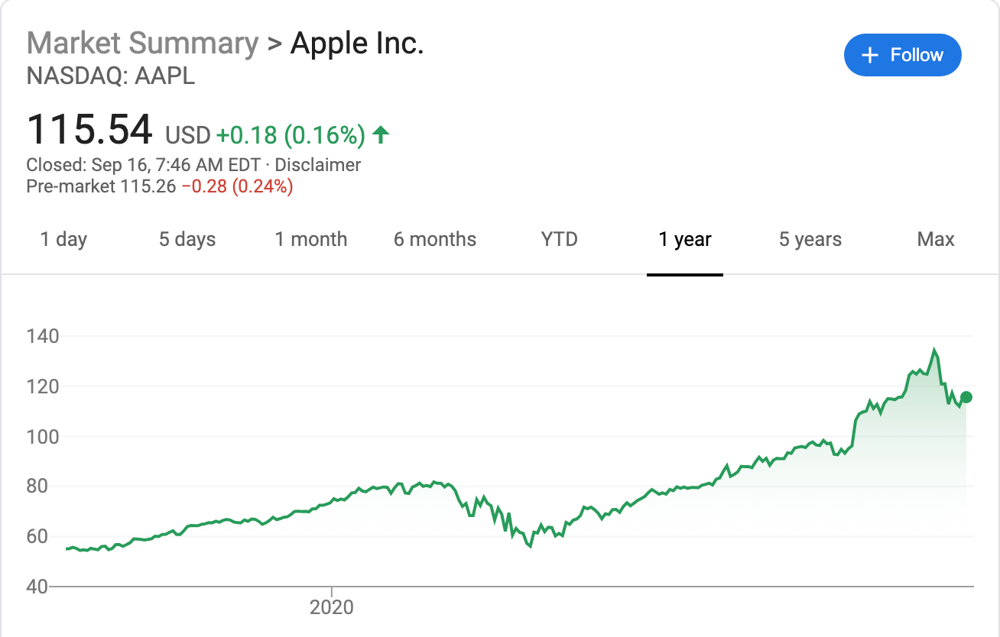 Market Summary > Apple Inc.
NASDAQ: AAPL
+ Follow
115.54 USD +0.18 (0.16%) ↑
Closed: Sep 16, 7:46 AM EDT · Disclaimer
Pre-market 115.26 −0.28 (0.24%)
1 day 5 days 1 month 6 months YTD 1 year 5 years Max
140
120
100
80
60
40
2020